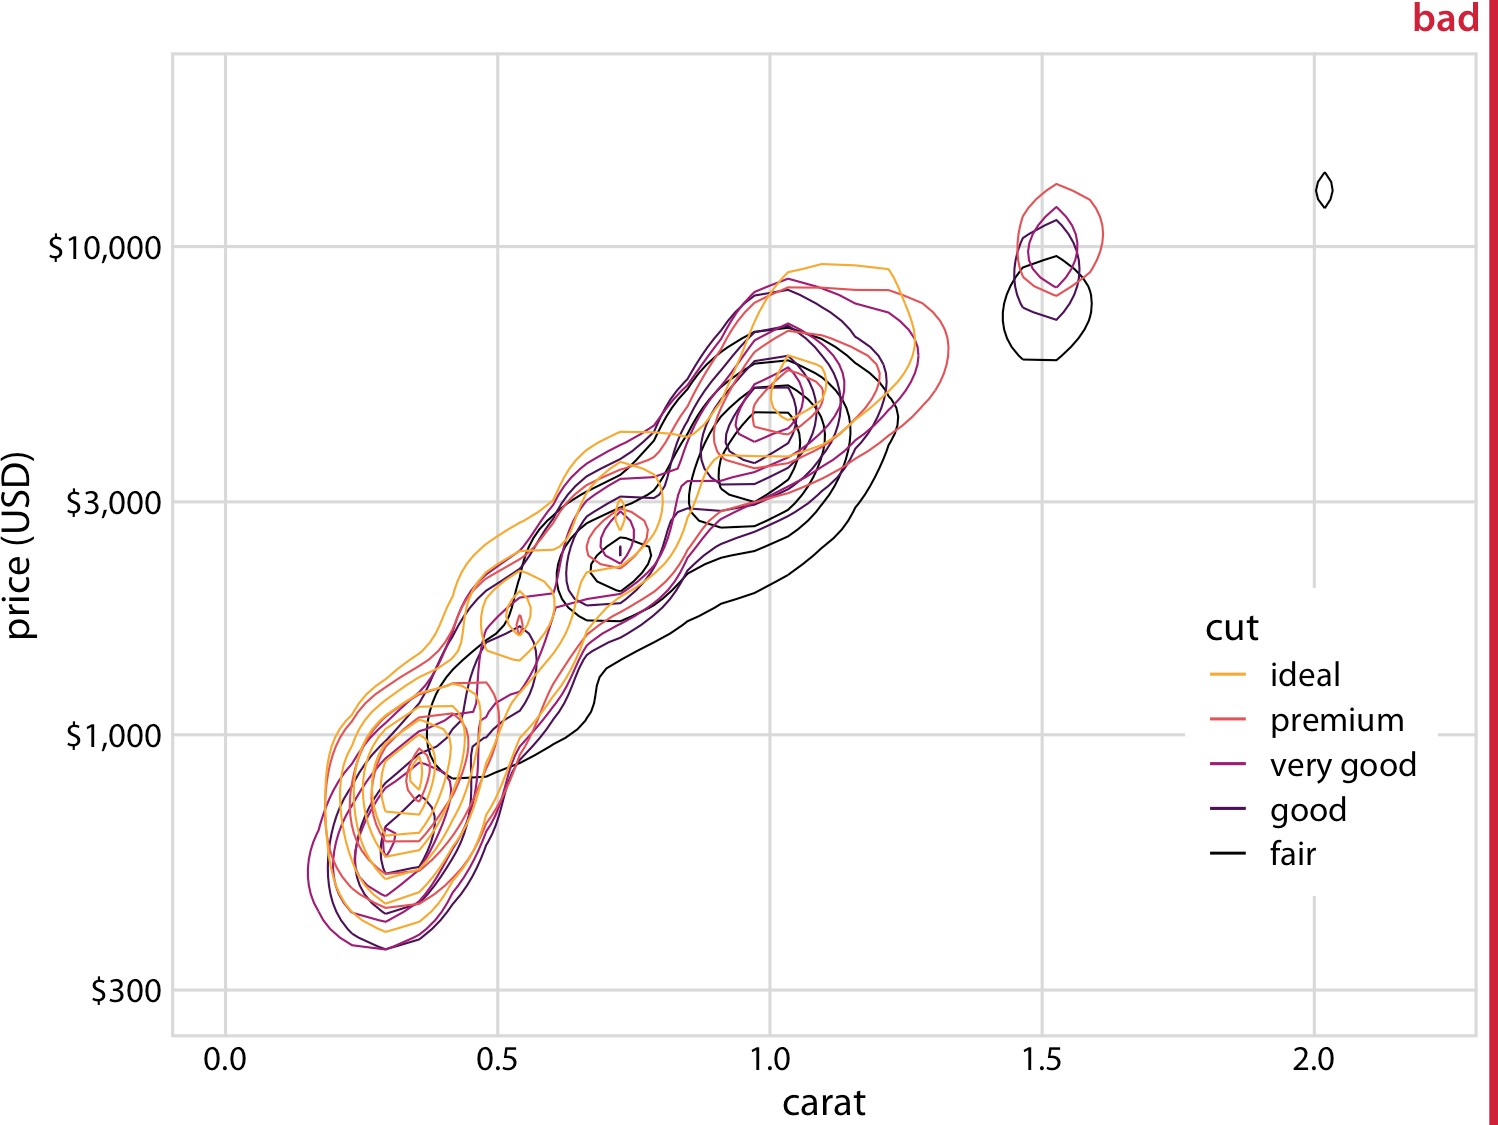 bad
$10,000
$3,000
$1,000
$300
price (USD)
0.0
0.5
1.0
1.5
2.0
carat
cut
ideal
premium
very good
good
fair